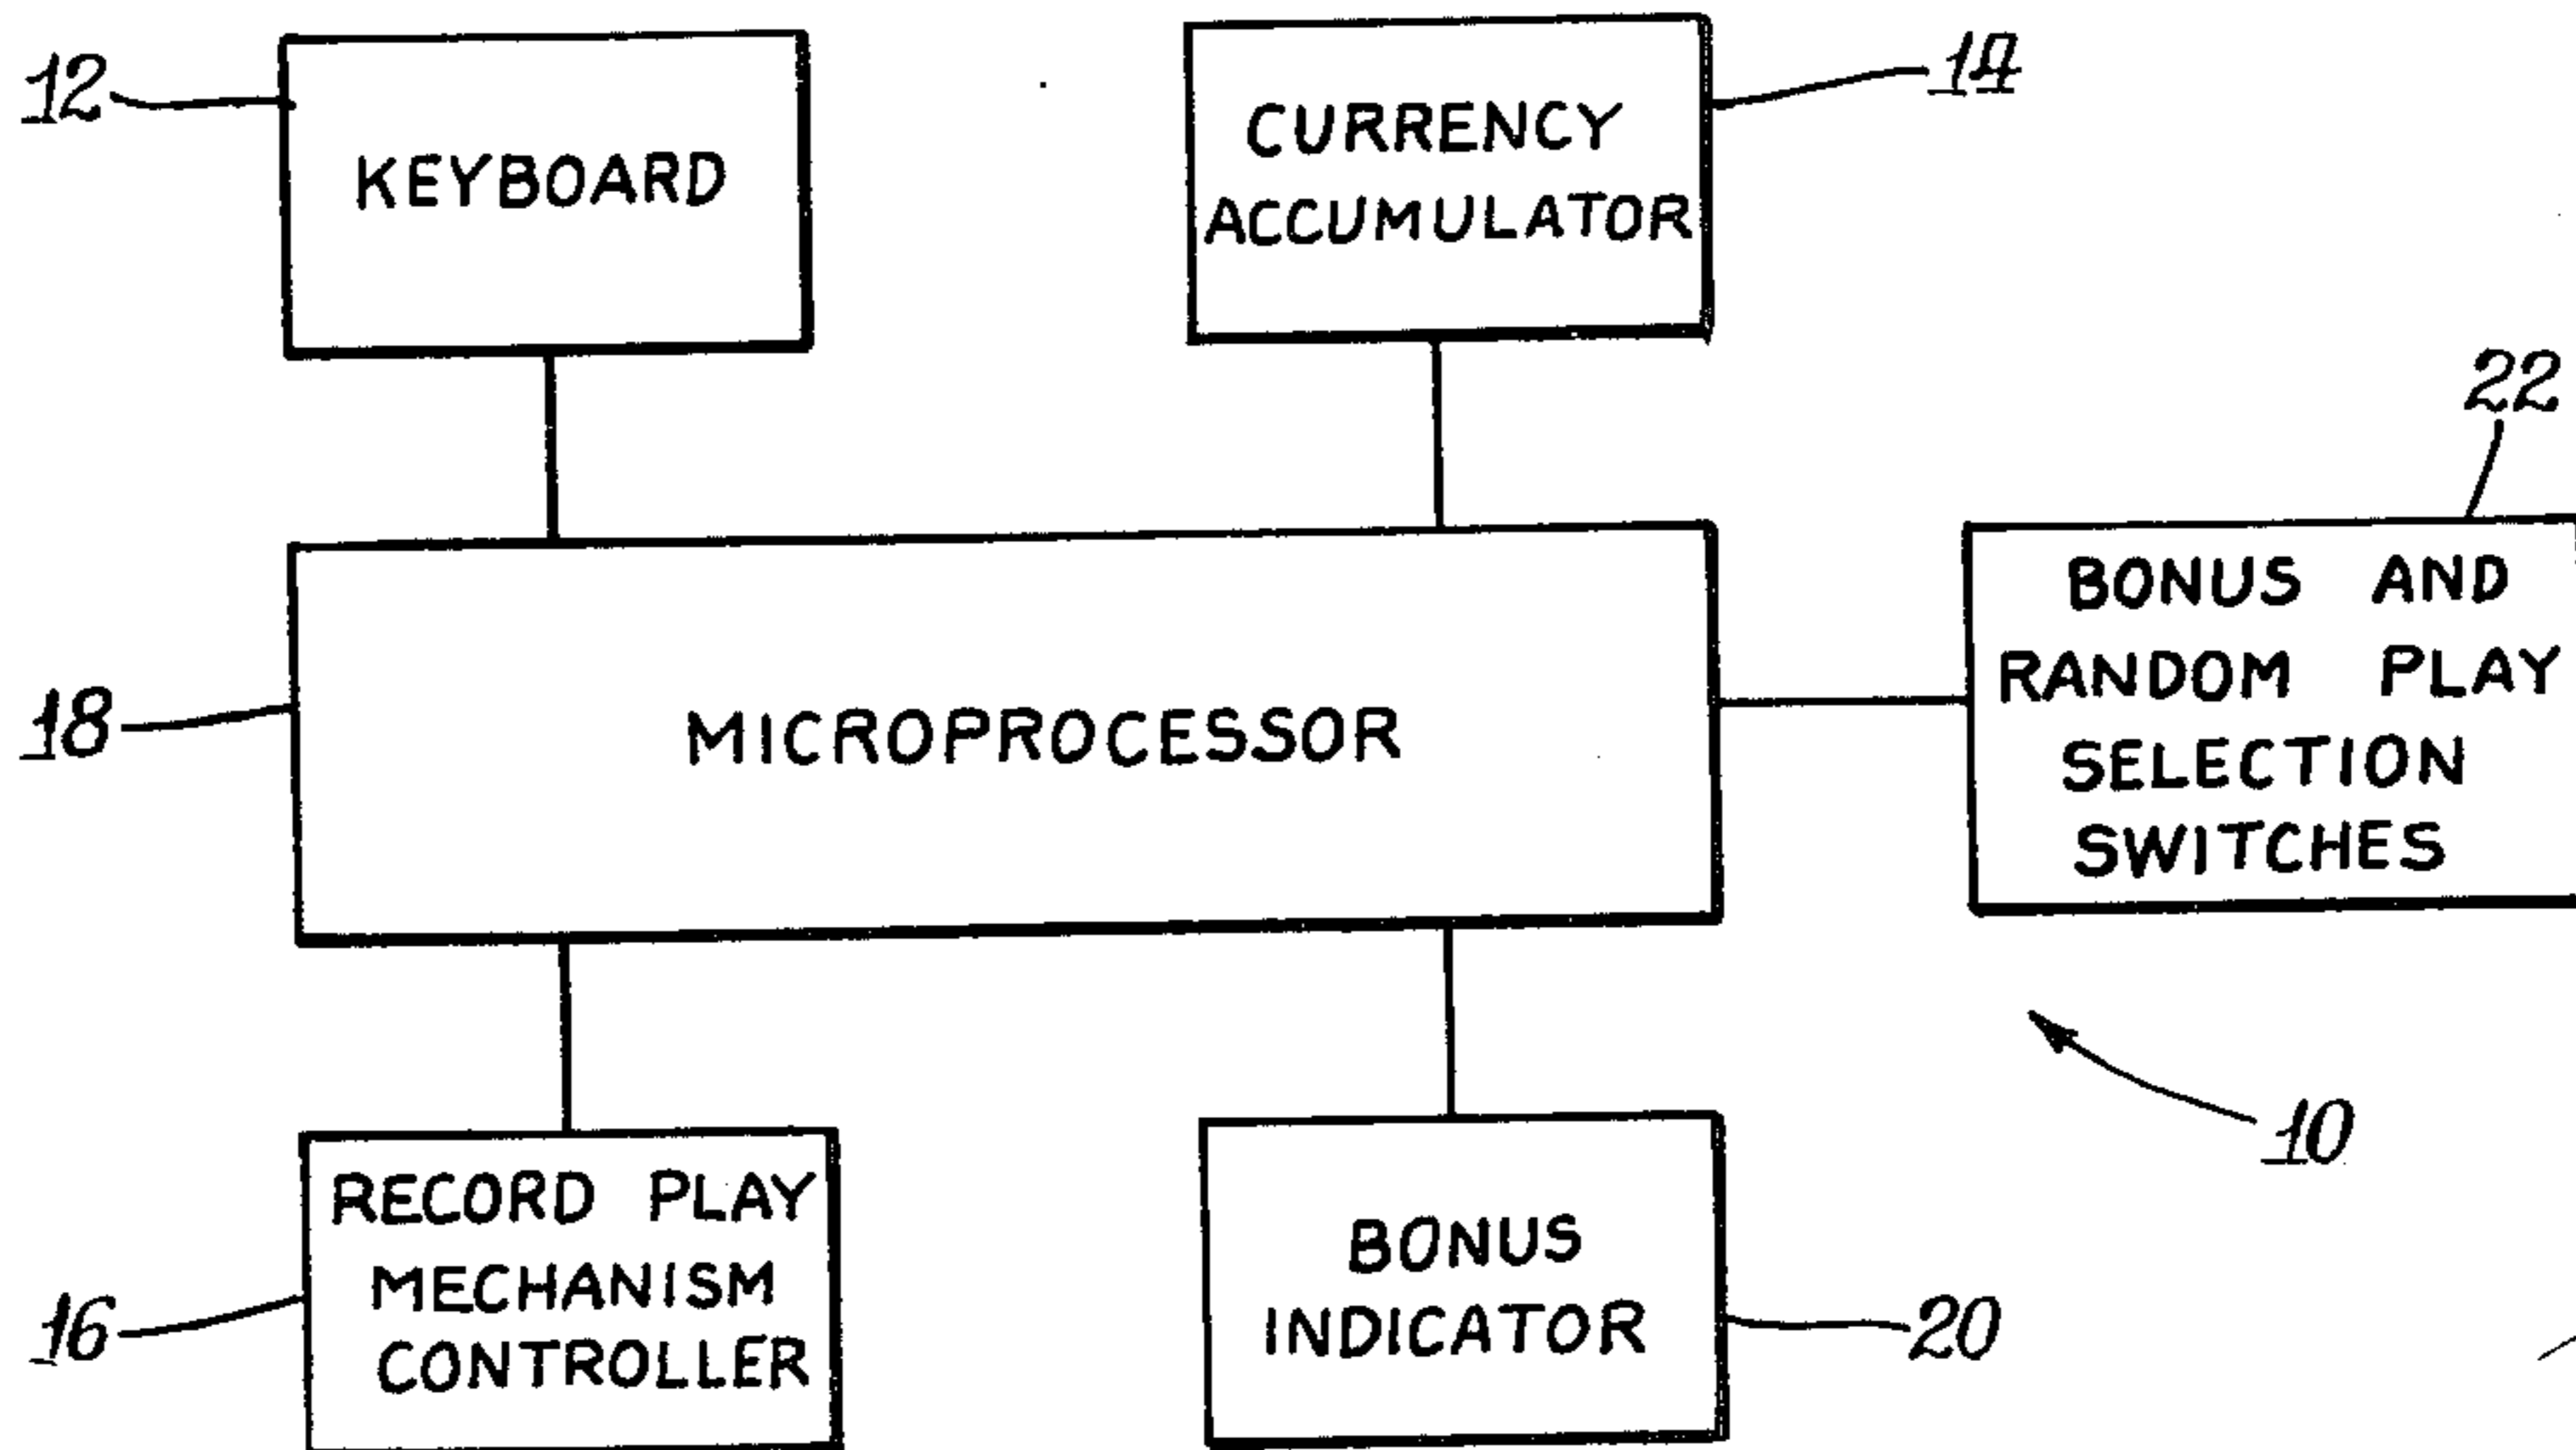 12
KEYBOARD
CURRENCY
ACCUMULATOR
14
22
18
MICROPROCESSOR
BONUS AND
RANDOM PLAY
SELECTION
SWITCHES
10
16
RECORD PLAY
MECHANISM
CONTROLLER
BONUS
INDICATOR
20